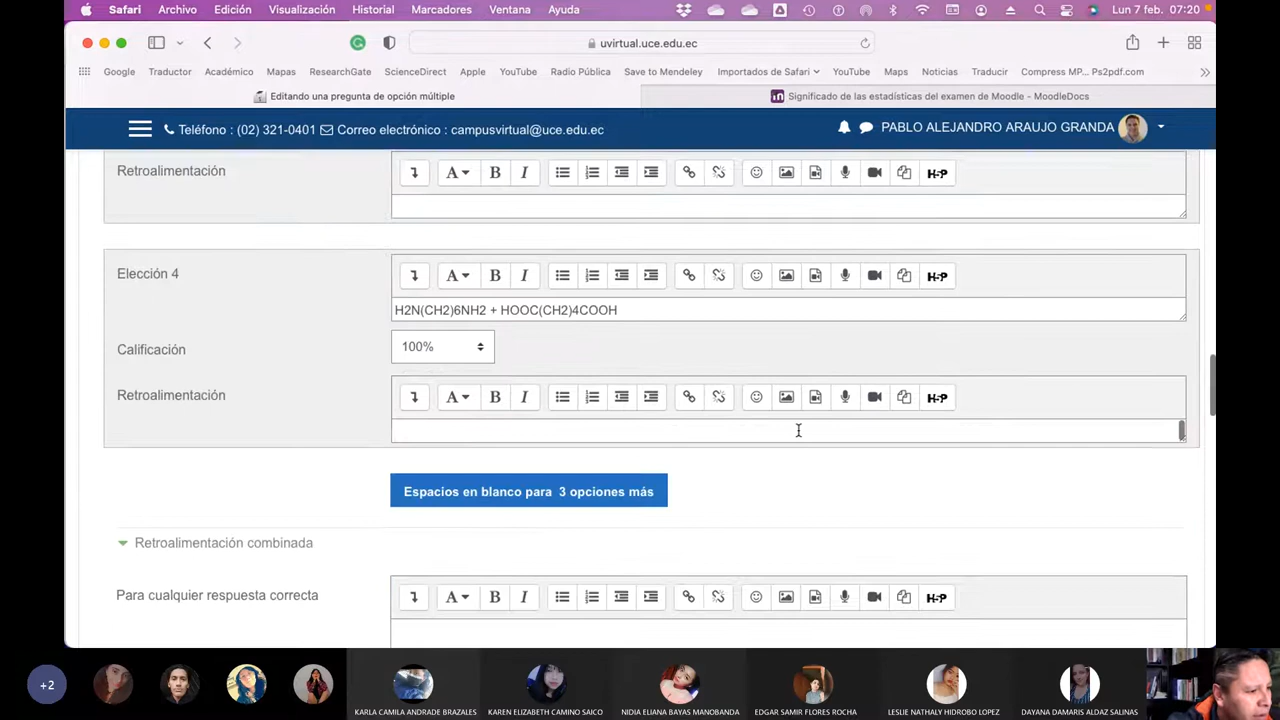 Safari Archivo Edición Visualización Historial Marcadores Ventana Ayuda Lun 7 feb. 07:20
uvirtual.uce.edu.ec
Google Traductor Académico Mapas ResearchGate ScienceDirect Apple YouTube Radio Pública Save to Mendeley Importados de Safari YouTube Maps Noticias Traducir Compress MP... Ps2pdf.com
Editando una pregunta de opción múltiple
Significado de las estadísticas del examen de Moodle - MoodleDocs
Teléfono : (02) 321-0401 Correo electrónico : campusvirtual@uce.edu.ec
PABLO ALEJANDRO ARAUJO GRANDA
Retroalimentación
A B I H-P
Elección 4
A B I H-P
H2N(CH2)6NH2 + HOOC(CH2)4COOH
Calificación
100%
Retroalimentación
A B I H-P
Espacios en blanco para 3 opciones más
Retroalimentación combinada
Para cualquier respuesta correcta
A B I H-P
+2
KARLA CAMILA ANDRADE BRAZALES
KAREN ELIZABETH CAMINO SAICO
NIDIA ELIANA BAYAS MANOBANDA
EDGAR SAMIR FLORES ROCHA
LESLIE NATHALY HIDROBO LOPEZ
DAYANA DAMARIS ALDAZ SALINAS